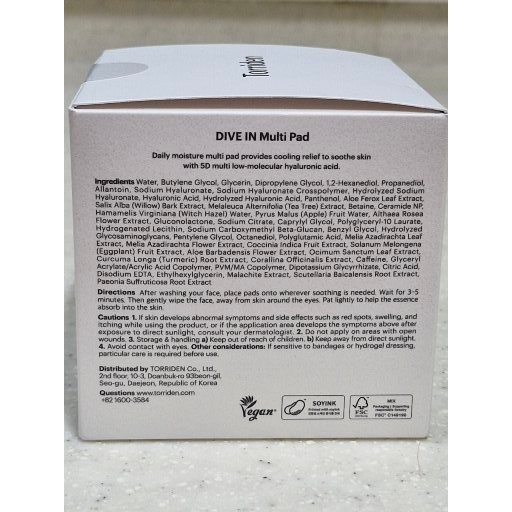 Torriden
DIVE IN Multi Pad
Daily moisture multi pad provides cooling relief to soothe skin
with 5D multi low-molecular hyaluronic acid.
Ingredients Water, Butylene Glycol, Glycerin, Dipropylene Glycol, 1,2-Hexanediol, Propanediol,
Allantoin, Sodium Hyaluronate, Sodium Hyaluronate Crosspolymer, Hydrolyzed Sodium
Hyaluronate, Hyaluronic Acid, Hydrolyzed Hyaluronic Acid, Panthenol, Aloe Ferox Leaf Extract,
Salix Alba (Willow) Bark Extract, Melaleuca Alternifolia (Tea Tree) Extract, Betaine, Ceramide NP,
Hamamelis Virginiana (Witch Hazel) Water, Pyrus Malus (Apple) Fruit Water, Althaea Rosea
Flower Extract, Gluconolactone, Sodium Citrate, Caprylyl Glycol, Polyglyceryl-10 Laurate,
Hydrogenated Lecithin, Sodium Carboxymethyl Beta-Glucan, Benzyl Glycol, Hydrolyzed
Glycosaminoglycans, Pentylene Glycol, Octanediol, Polyglutamic Acid, Melia Azadirachta Leaf
Extract, Melia Azadirachta Flower Extract, Coccinia Indica Fruit Extract, Solanum Melongena
(Eggplant) Fruit Extract, Aloe Barbadensis Flower Extract, Ocimum Sanctum Leaf Extract,
Curcuma Longa (Turmeric) Root Extract, Corallina Officinalis Extract, Caffeine, Glyceryl
Acrylate/Acrylic Acid Copolymer, PVM/MA Copolymer, Dipotassium Glycyrrhizate, Citric Acid,
Disodium EDTA, Ethylhexylglycerin, Malachite Extract, Scutellaria Baicalensis Root Extract,
Paeonia Suffruticosa Root Extract
Directions After washing your face, place pads onto wherever soothing is needed. Wait for 3-5
minutes. Then gently wipe the face, away from skin around the eyes. Pat lightly to help the essence
absorb into the skin.
Cautions 1. If skin develops abnormal symptoms and side effects such as red spots, swelling, and
itching while using the product, or if the application area develops the symptoms above after
exposure to direct sunlight, consult your dermatologist. 2. Do not apply on areas with open
wounds. 3. Storage & handling a) Keep out of reach of children. b) Keep away from direct sunlight.
4. Avoid contact with eyes. Other considerations: If sensitive to bandages or hydrogel dressing,
particular care is required before use.
Distributed by TORRIDEN Co., Ltd.,
2nd floor, 10-3, Doanbuk-ro 93beon-gil,
Seo-gu, Daejeon, Republic of Korea
Questions www.torriden.com
+82 1600-3584
Vegan
SOYINK
Printed with soyink
FSC
MIX
Packaging | Supporting
responsible forestry
FSC® C149198